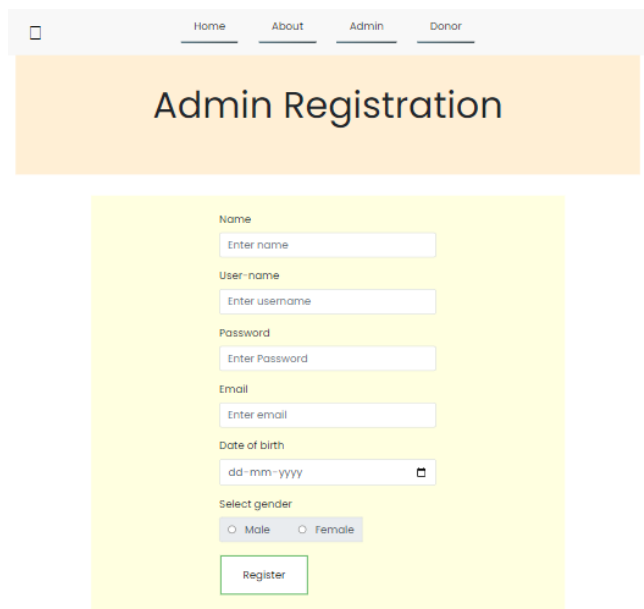 Home About Admin Donor
Admin Registration
Name
Enter name
User-name
Enter username
Password
Enter Password
Email
Enter email
Date of birth
dd-mm-yyyy
Select gender
Male Female
Register